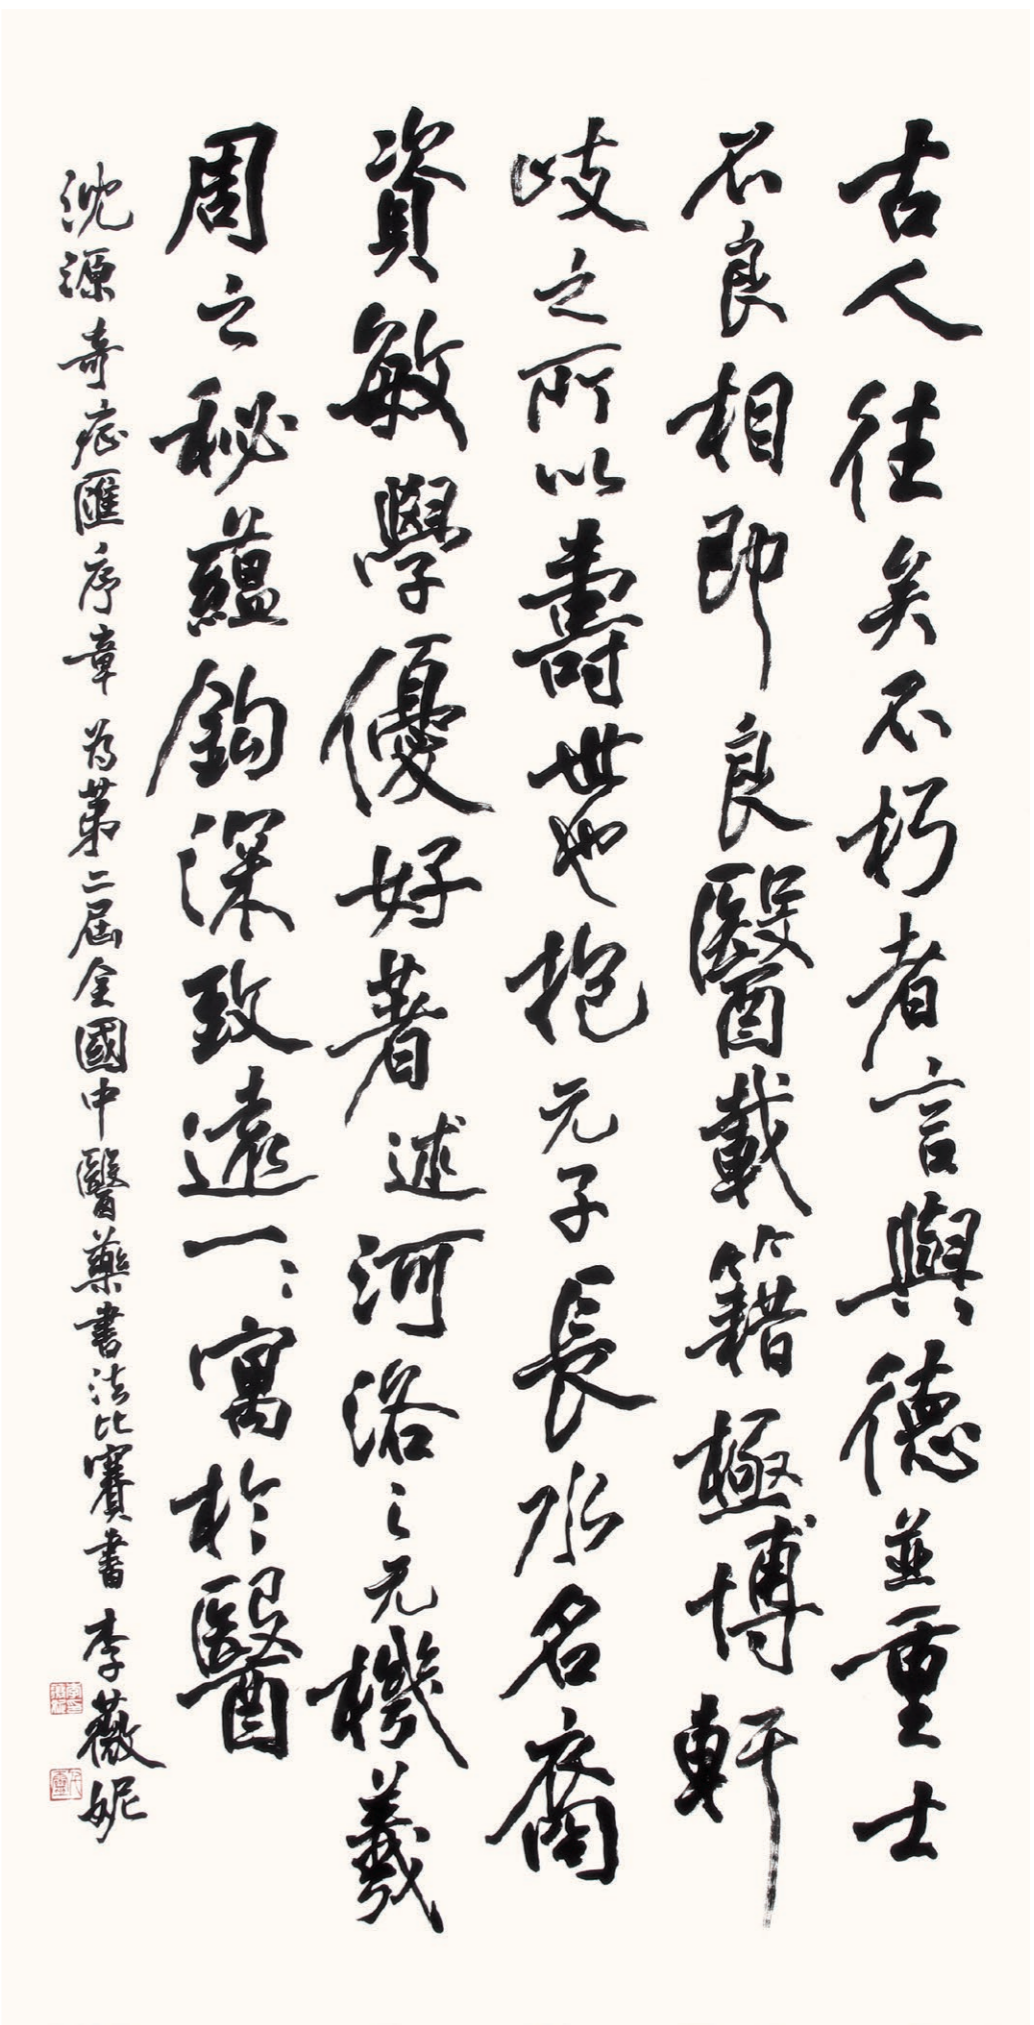 古人往矣不朽者言與德並重士
不良相即良醫載籍極博軒
岐之所以壽世也抱元子長水名裔
資敏學優好著述河洛之元機羲
周之秘蘊鈎深致遠一〻寓於醫
沈源奇症匯序章 為第二屆全國中醫藥書法比賽書 李薇妮